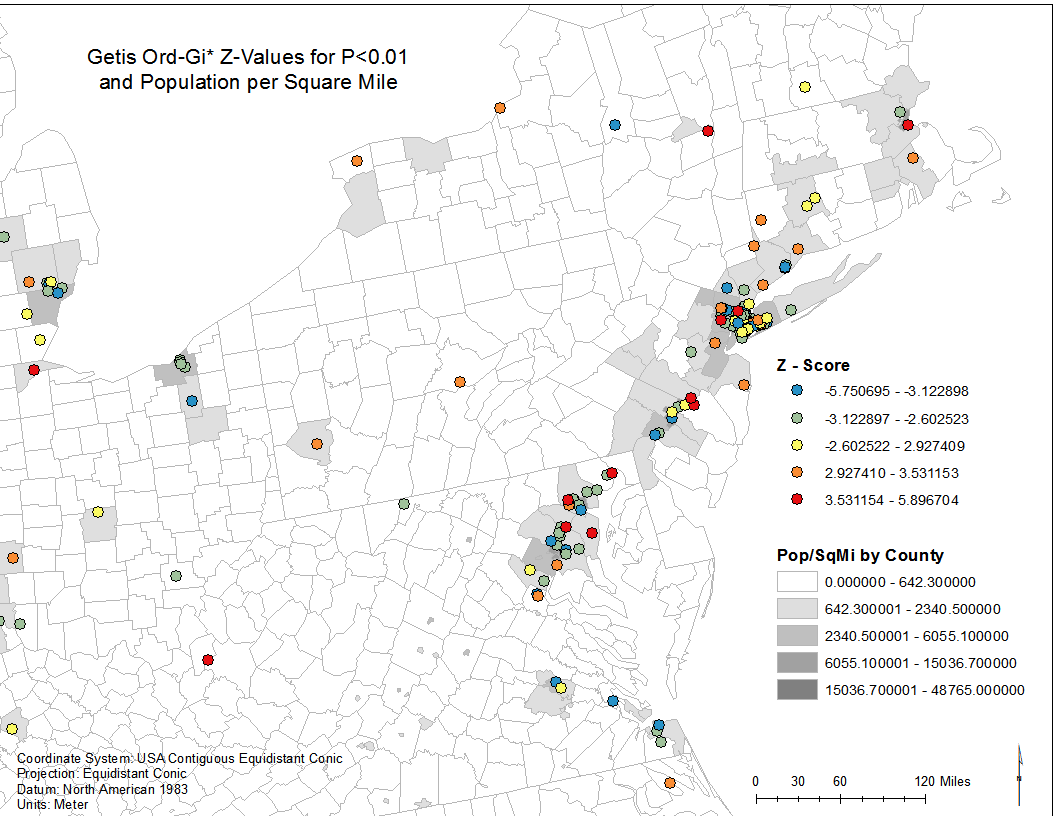 Getis Ord-Gi* Z-Values for P<0.01
and Population per Square Mile
Z - Score
-5.750695 - -3.122898
-3.122897 - -2.602523
-2.602522 - 2.927409
2.927410 - 3.531153
3.531154 - 5.896704
Pop/SqMi by County
0.000000 - 642.300000
642.300001 - 2340.500000
2340.500001 - 6055.100000
6055.100001 - 15036.700000
15036.700001 - 48765.000000
Coordinate System: USA Contiguous Equidistant Conic
Projection: Equidistant Conic
Datum: North American 1983
Units: Meter
0 30 60 120 Miles
N